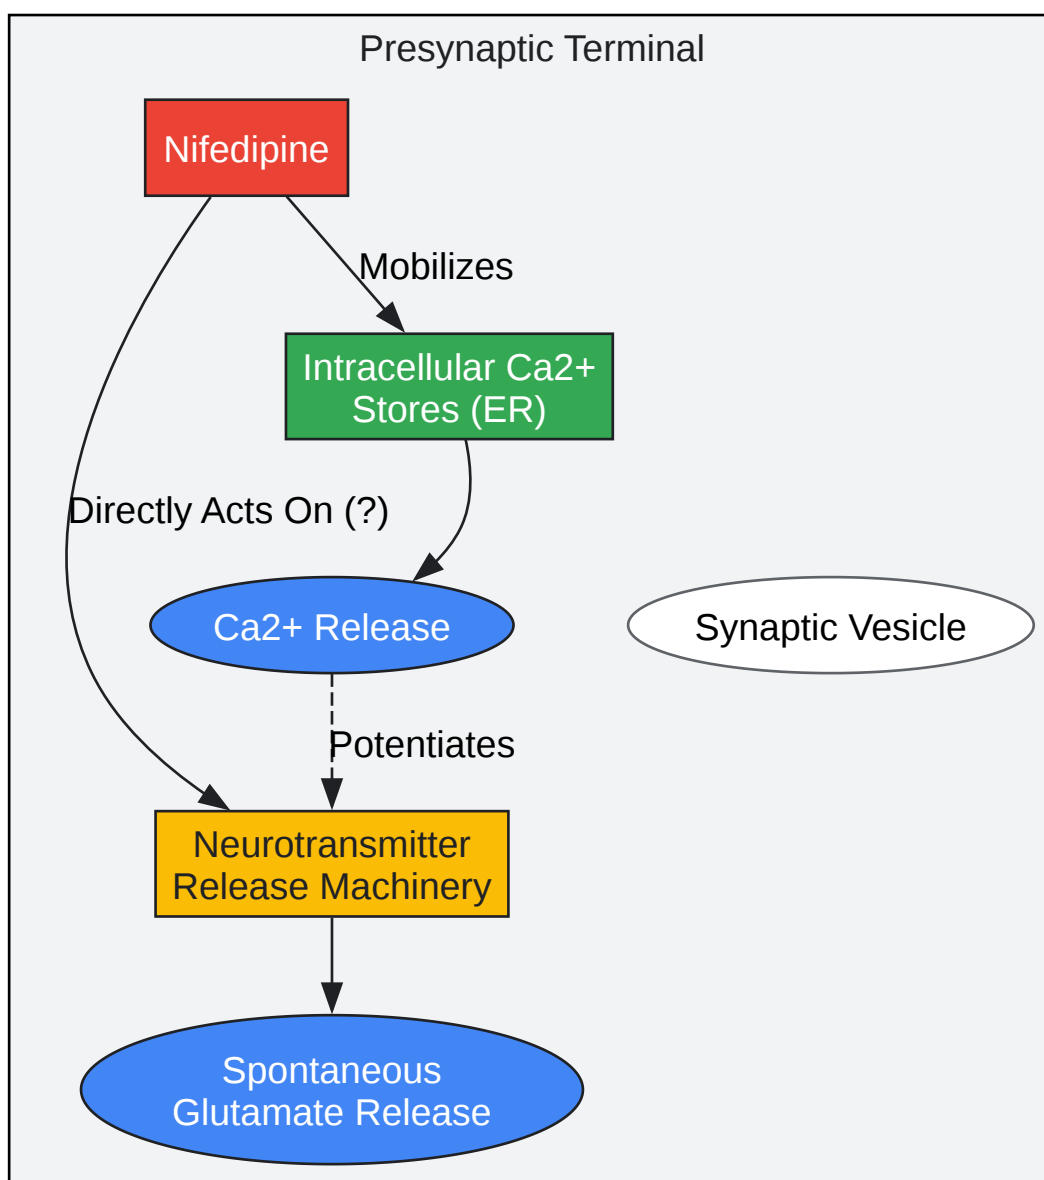 Presynaptic Terminal
Nifedipine
Mobilizes
Intracellular Ca2+
Stores (ER)
Directly Acts On (?)
Ca2+ Release
Synaptic Vesicle
Potentiates
Neurotransmitter
Release Machinery
Spontaneous
Glutamate Release